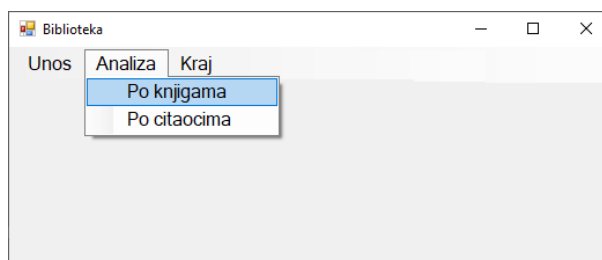 Biblioteka
Unos Analiza Kraj
Po knjigama
Po citaocima